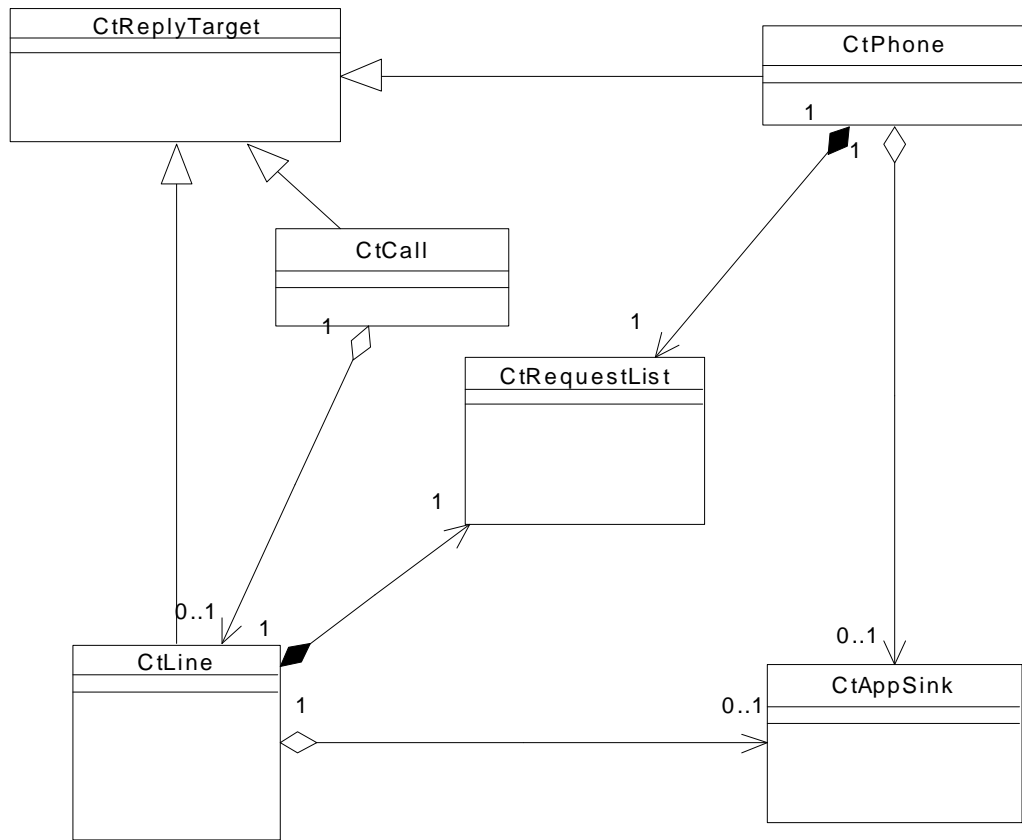 CtReplyTarget
CtPhone
1
1
CtCall
1
1
CtRequestList
1
0..1
1
0..1
CtLine
CtAppSink
1
0..1